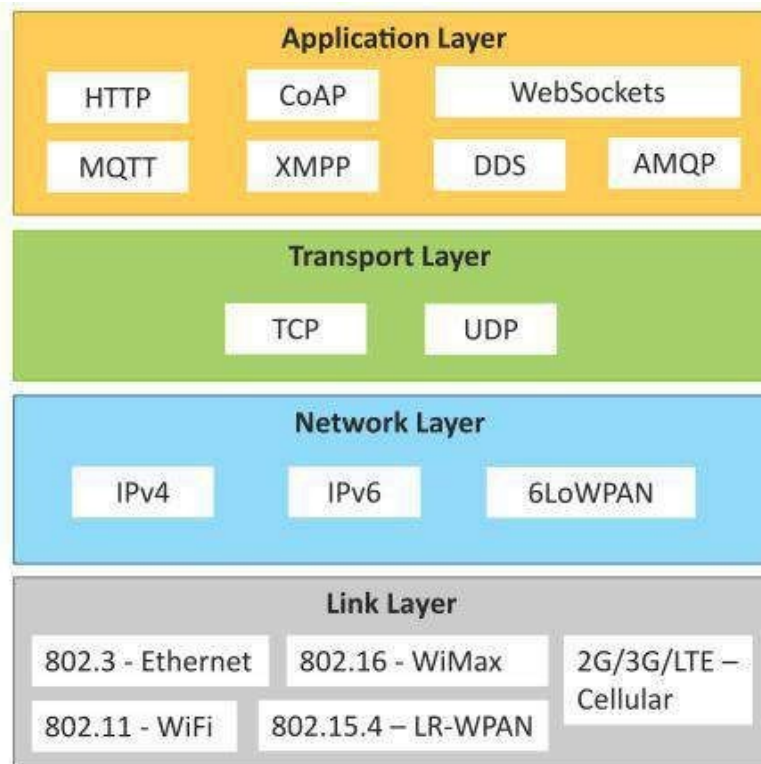 Application Layer
HTTP
CoAP
WebSockets
MQTT
XMPP
DDS
AMQP
Transport Layer
TCP
UDP
Network Layer
IPv4
IPv6
6LoWPAN
Link Layer
802.3 - Ethernet
802.16 - WiMax
2G/3G/LTE –
Cellular
802.11 - WiFi
802.15.4 – LR-WPAN